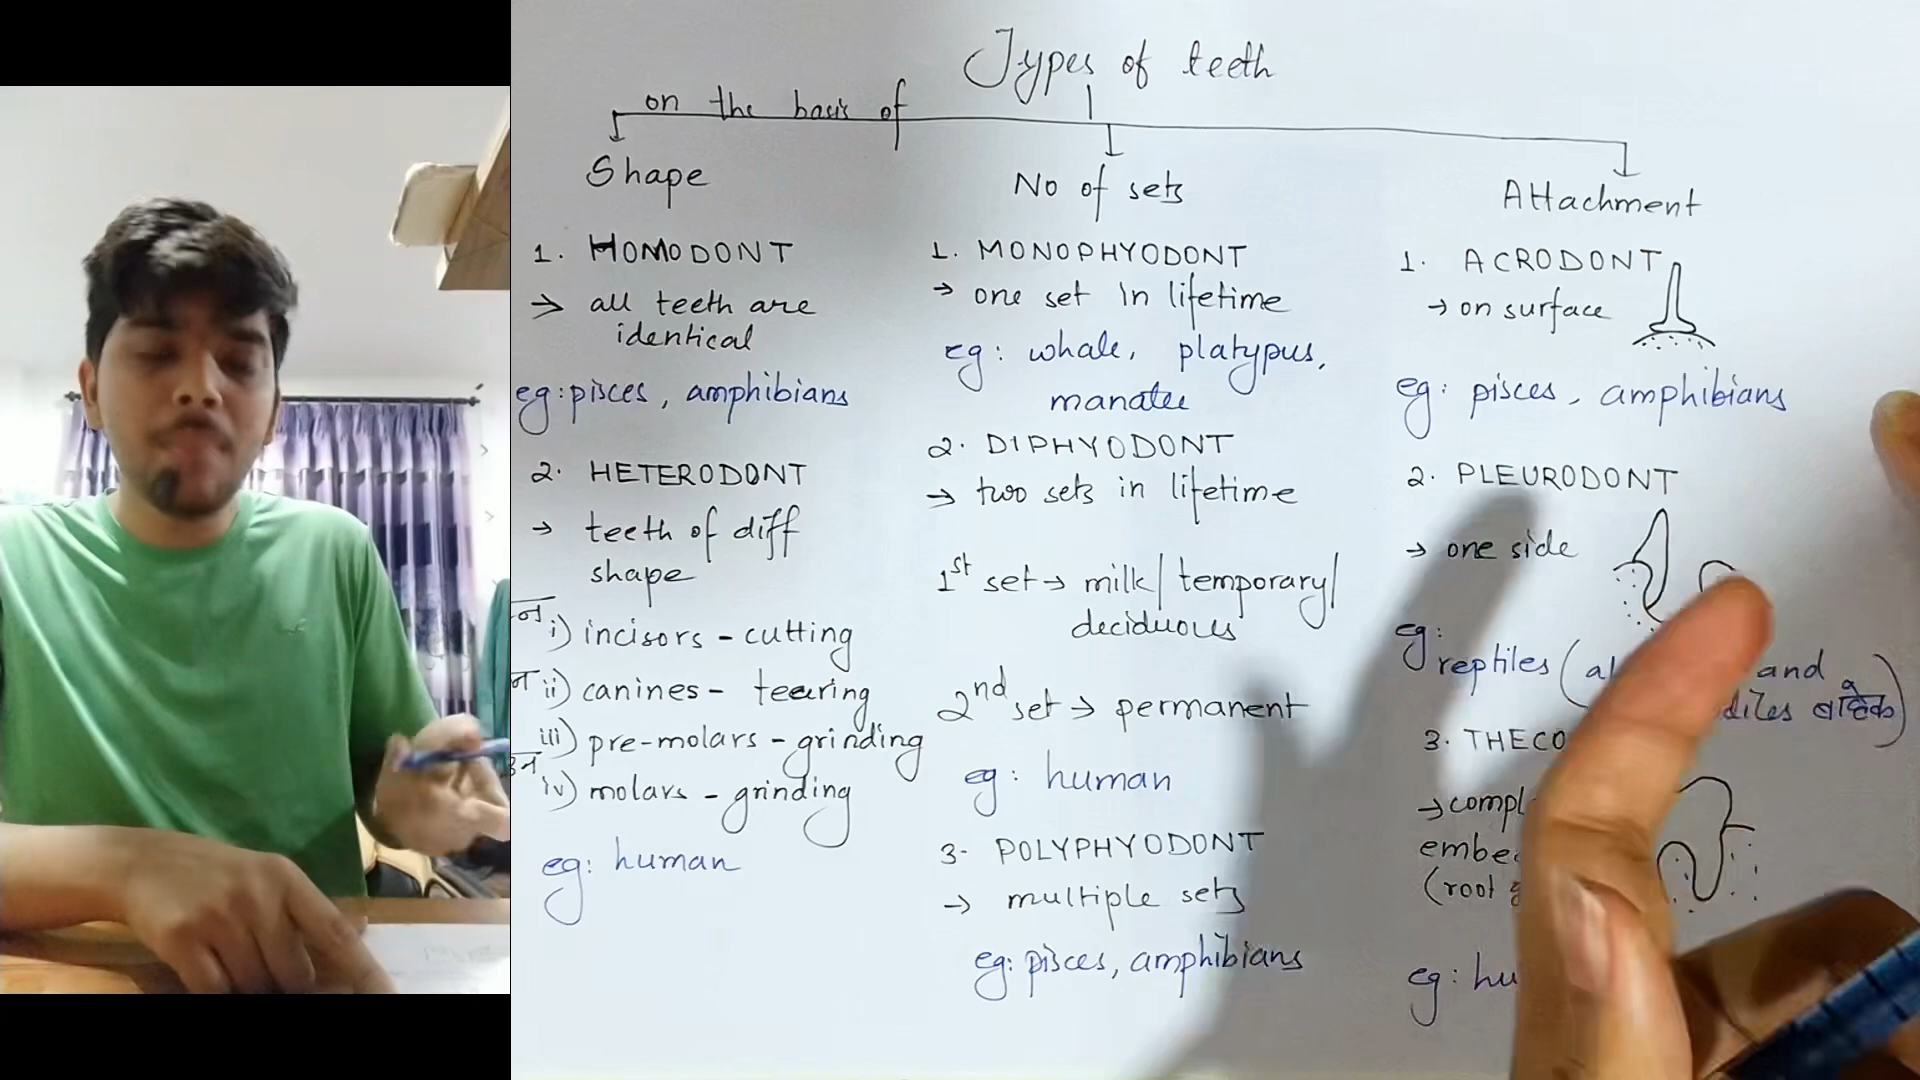 Types of teeth
on the basis of
Shape
1. HOMODONT
→ all teeth are
identical
eg: pisces, amphibians
2. HETERODONT
→ teeth of diff
shape
i) incisors - cutting
ii) canines - tearing
iii) pre-molars - grinding
iv) molars - grinding
eg: human
No of sets
1. MONOPHYODONT
→ one set in lifetime
eg: whale, platypus,
manatee
2. DIPHYODONT
→ two sets in lifetime
1st set → milk/temporary/
deciduous
2nd set → permanent
eg: human
3. POLYPHYODONT
→ multiple sets
eg: pisces, amphibians
Attachment
1. ACRODONT
→ on surface
eg: pisces, amphibians
2. PLEURODONT
→ one side
eg:
reptiles ( and
)
3.
→
(root
eg: